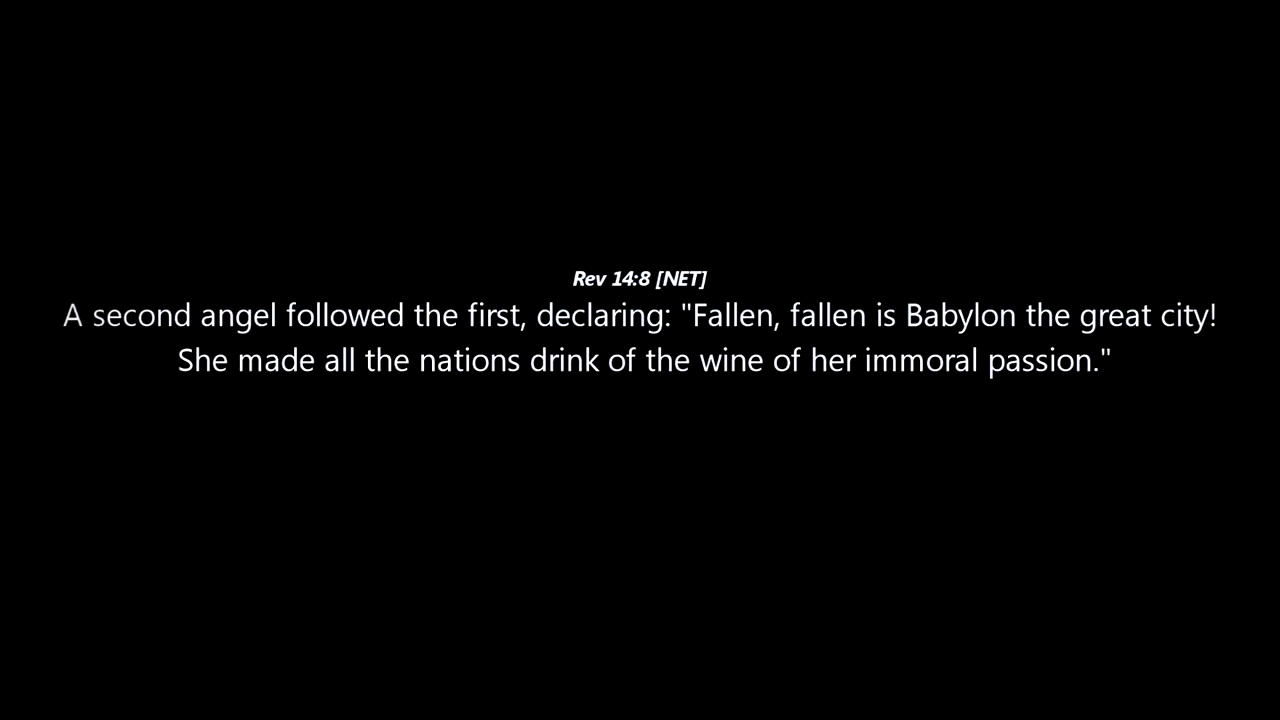 Rev 14:8 [NET]
A second angel followed the first, declaring: "Fallen, fallen is Babylon the great city!
She made all the nations drink of the wine of her immoral passion."